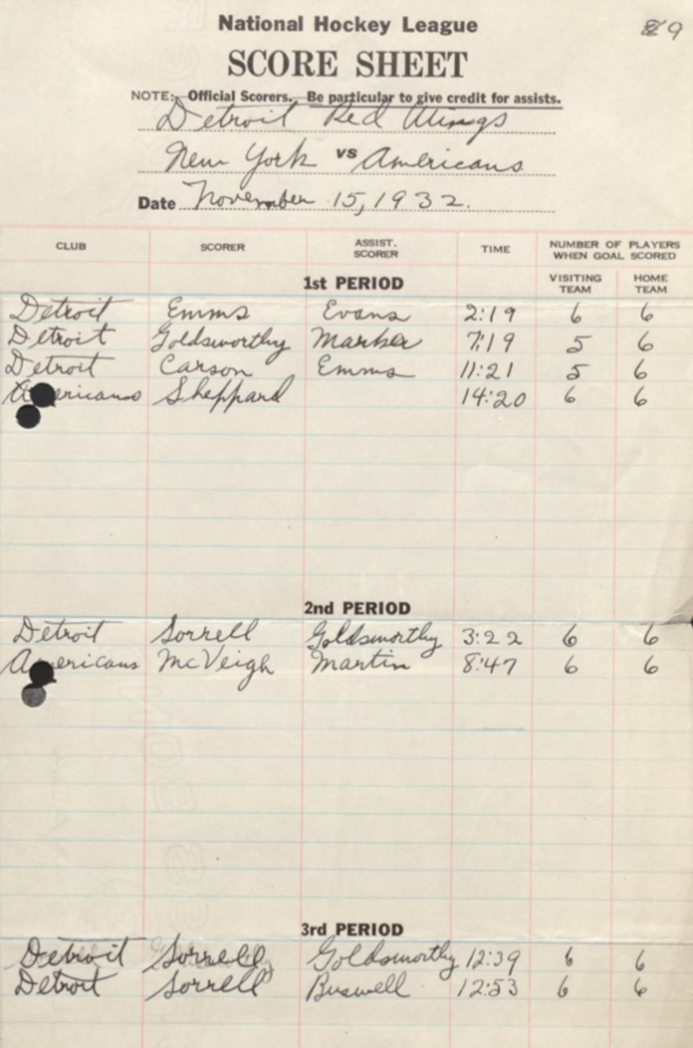 National Hockey League
89
SCORE SHEET
NOTE:- Official Scorers. Be particular to give credit for assists.
Detroit Red Wings
New York vs Americans
Date November 15, 1932.
CLUB SCORER ASSIST. SCORER TIME NUMBER OF PLAYERS WHEN GOAL SCORED
1st PERIOD VISITING TEAM HOME TEAM
Detroit Emms Evans 2:19 6 6
Detroit Goldsworthy Marker 7:19 5 6
Detroit Carson Emms 11:21 5 6
Americans Sheppard 14:20 6 6
2nd PERIOD
Detroit Sorrell Goldsworthy 3:22 6 6
Americans McVeigh Martin 8:47 6 6
3rd PERIOD
Detroit Sorrell Goldsworthy 12:39 6 6
Detroit Sorrell Buswell 12:53 6 6